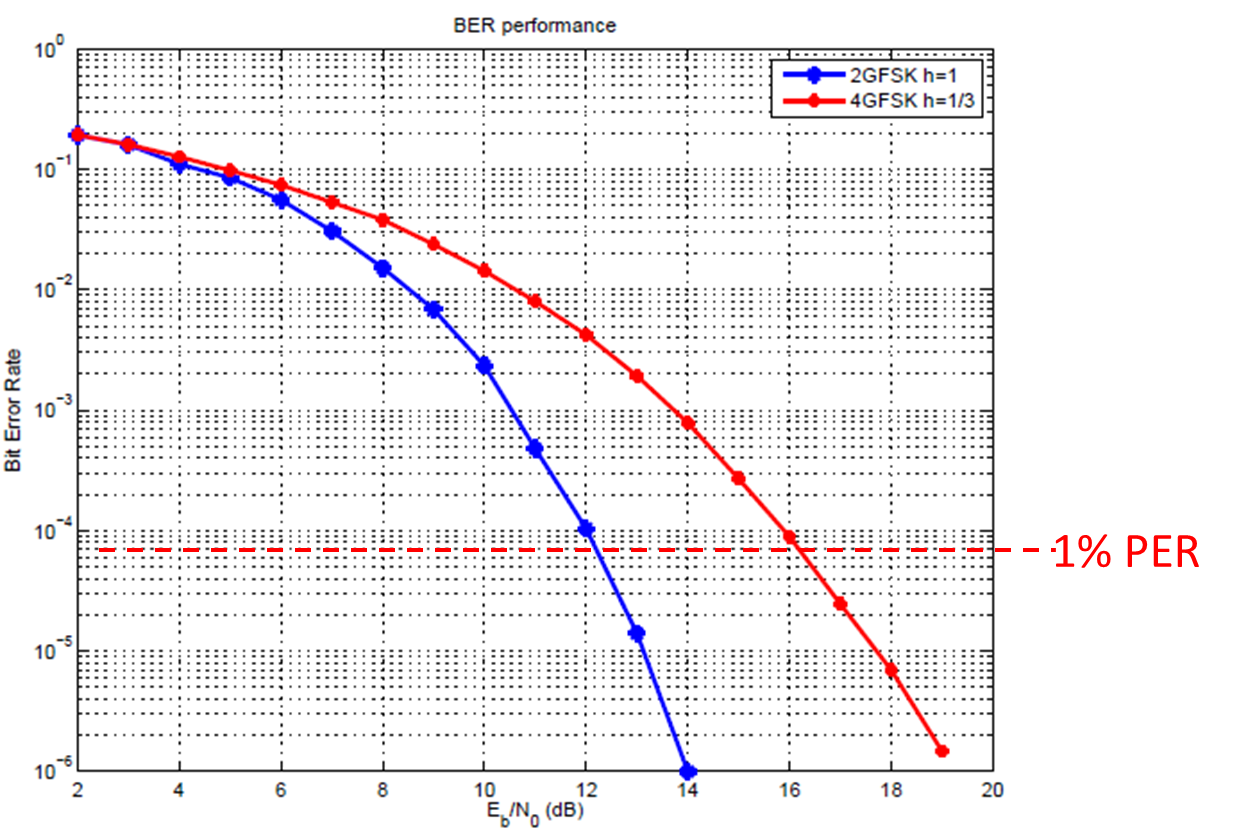 BER performance
10^0
10^-1
10^-2
10^-3
10^-4
10^-5
10^-6
Bit Error Rate
2GFSK h=1
4GFSK h=1/3
1% PER
2 4 6 8 10 12 14 16 18 20
E_b/N_0 (dB)